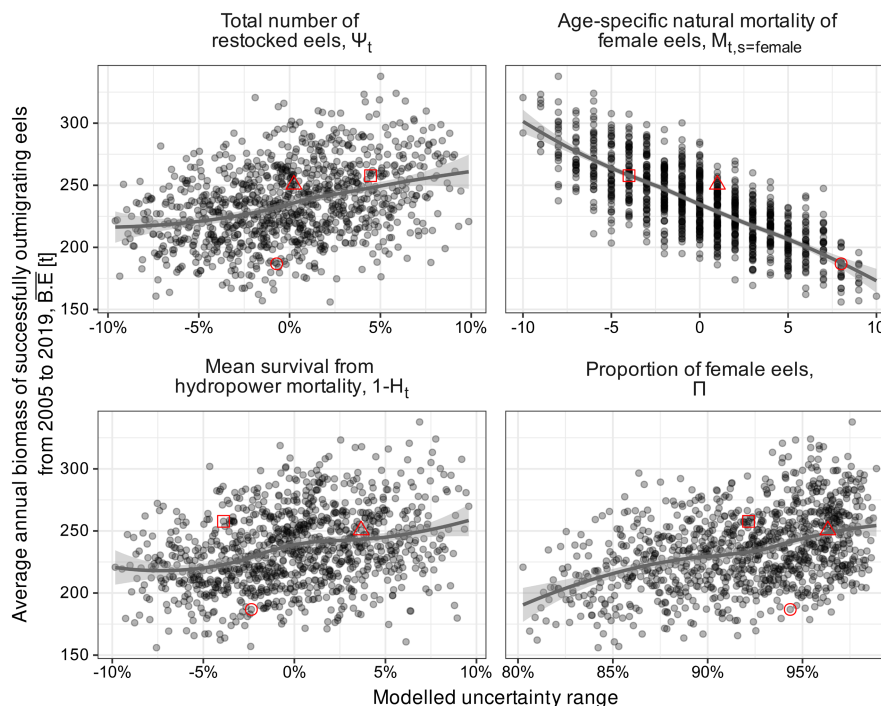 Total number of
restocked eels, Ψt
Age-specific natural mortality of
female eels, Mt,s=female
300
250
200
150
-10% -5% 0% 5% 10%
-10 -5 0 5 10
Mean survival from
hydropower mortality, 1-Ht
Proportion of female eels,
Π
300
250
200
150
-10% -5% 0% 5% 10%
80% 85% 90% 95%
Average annual biomass of successfully outmigrating eels
from 2005 to 2019, B.E [t]
Modelled uncertainty range